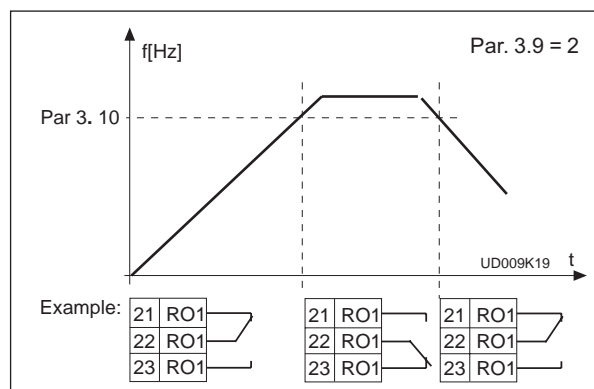 f[Hz]
Par. 3.9 = 2
Par 3. 10
t
UD009K19
Example:
21 RO1
22 RO1
23 RO1
21 RO1
22 RO1
23 RO1
21 RO1
22 RO1
23 RO1